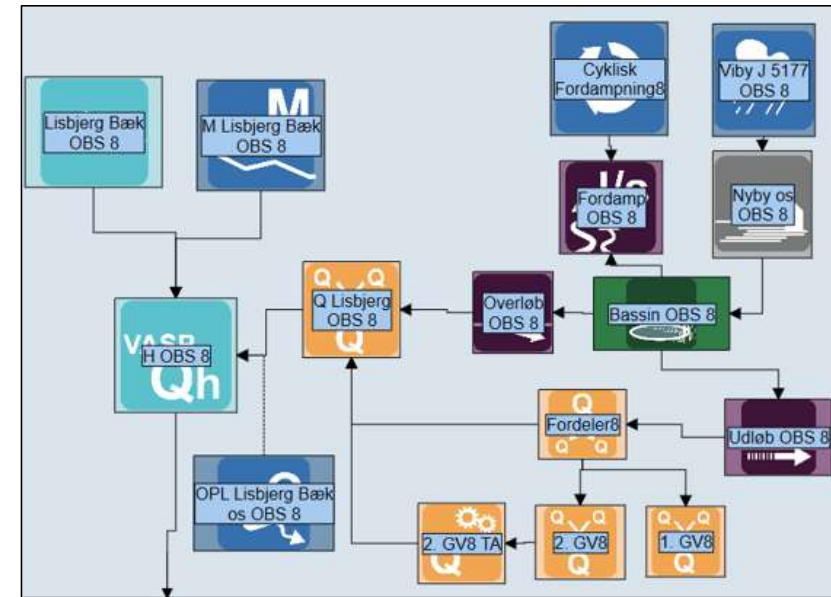 Lisbjerg Bæk
OBS 8
M
M Lisbjerg Bæk
OBS 8
Cyklisk
Fordampning8
Viby J 5177
OBS 8
Fordamp
OBS 8
Nyby os
OBS 8
Q Q Q
Q Lisbjerg
OBS 8
Q
Overløb
OBS 8
Bassin OBS 8
H OBS 8
Qh
Q
Fordeler8
Q Q
Udløb OBS 8
OPL Lisbjerg Bæk
os OBS 8
2. GV8 TA
Q
Q Q
2. GV8
Q
Q Q
1. GV8
Q